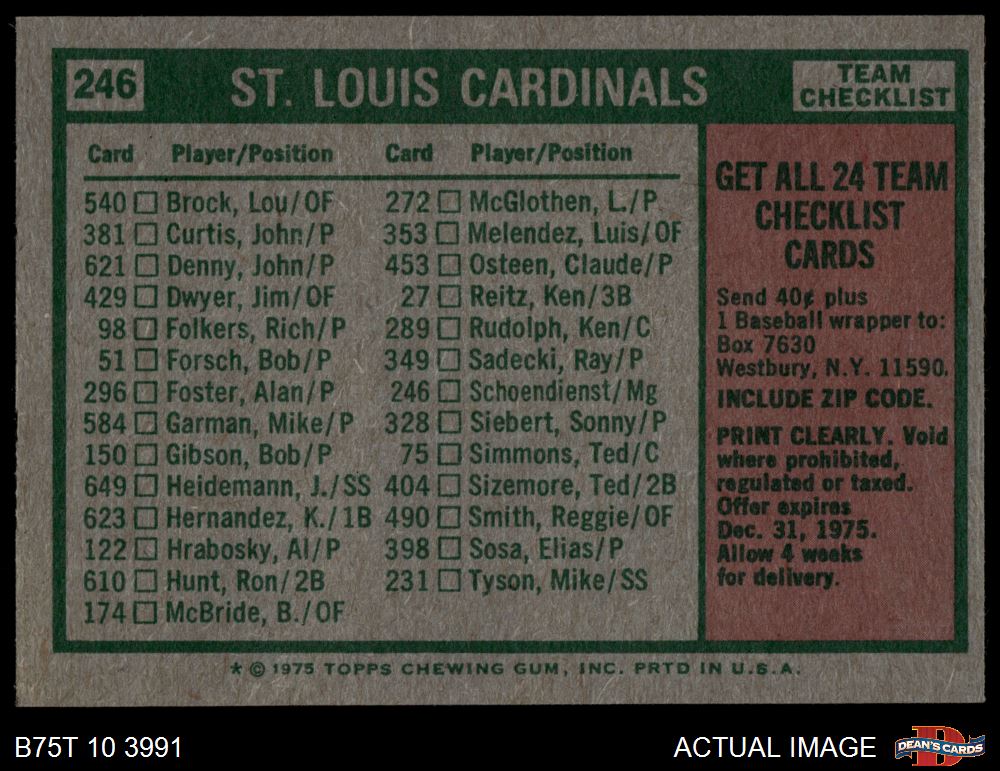 246
ST. LOUIS CARDINALS
TEAM
CHECKLIST
Card Player/Position
540 Brock, Lou/OF
381 Curtis, John/P
621 Denny, John/P
429 Dwyer, Jim/OF
98 Folkers, Rich/P
51 Forsch, Bob/P
296 Foster, Alan/P
584 Garman, Mike/P
150 Gibson, Bob/P
649 Heidemann, J./SS
623 Hernandez, K./1B
122 Hrabosky, Al/P
610 Hunt, Ron/2B
174 McBride, B./OF
Card Player/Position
272 McGlothen, L./P
353 Melendez, Luis/OF
453 Osteen, Claude/P
27 Reitz, Ken/3B
289 Rudolph, Ken/C
349 Sadecki, Ray/P
246 Schoendienst/Mg
328 Siebert, Sonny/P
75 Simmons, Ted/C
404 Sizemore, Ted/2B
490 Smith, Reggie/OF
398 Sosa, Elias/P
231 Tyson, Mike/SS
GET ALL 24 TEAM
CHECKLIST
CARDS
Send 40¢ plus
1 Baseball wrapper to:
Box 7630
Westbury, N.Y. 11590.
INCLUDE ZIP CODE.
PRINT CLEARLY. Void
where prohibited,
regulated or taxed.
Offer expires
Dec. 31, 1975.
Allow 4 weeks
for delivery.
* © 1975 TOPPS CHEWING GUM, INC. PRTD IN U.S.A.
B75T 10 3991
ACTUAL IMAGE
D
DEAN'S CARDS